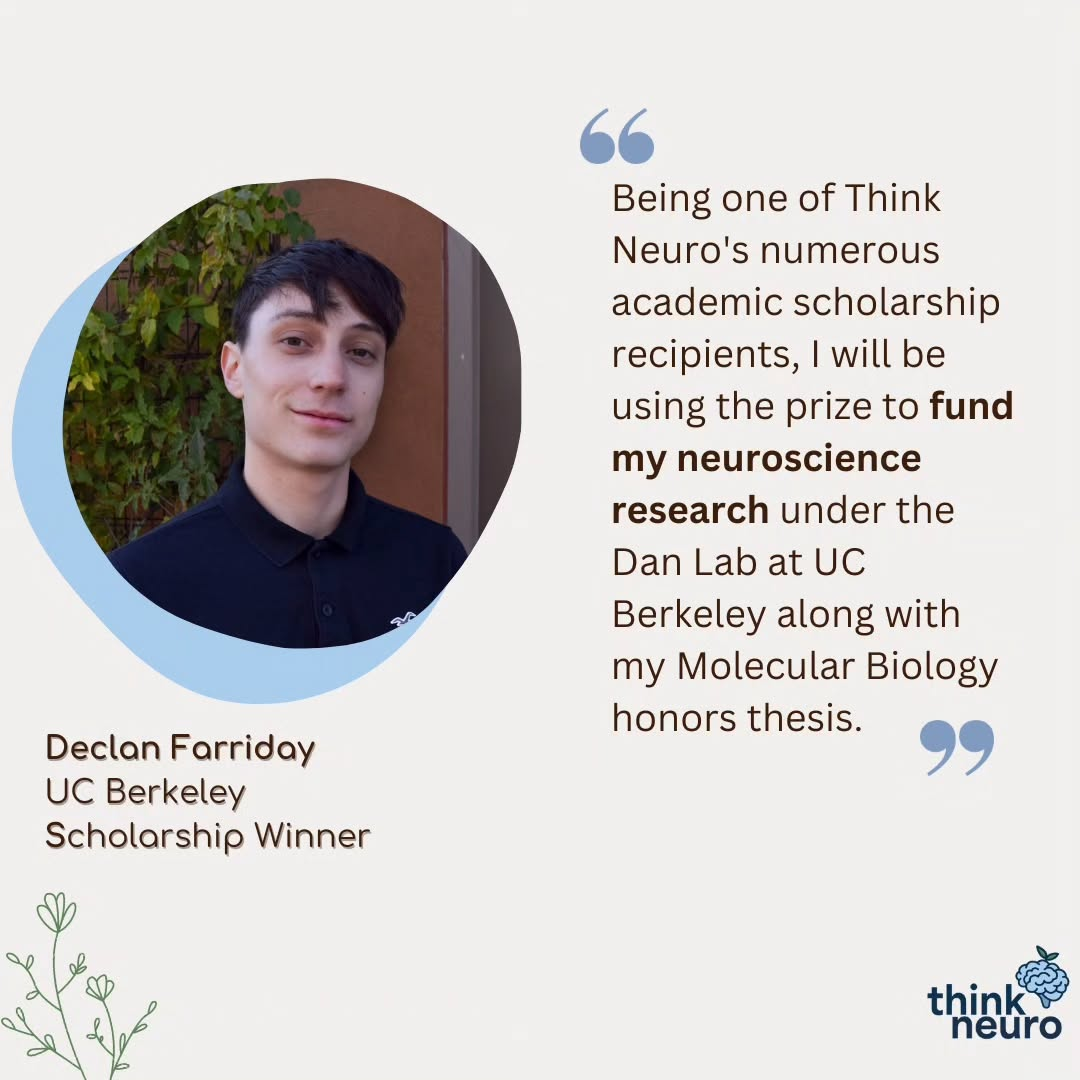 Being one of Think
Neuro's numerous
academic scholarship
recipients, I will be
using the prize to fund
my neuroscience
research under the
Dan Lab at UC
Berkeley along with
my Molecular Biology
honors thesis.
Declan Farriday
UC Berkeley
Scholarship Winner
think
neuro